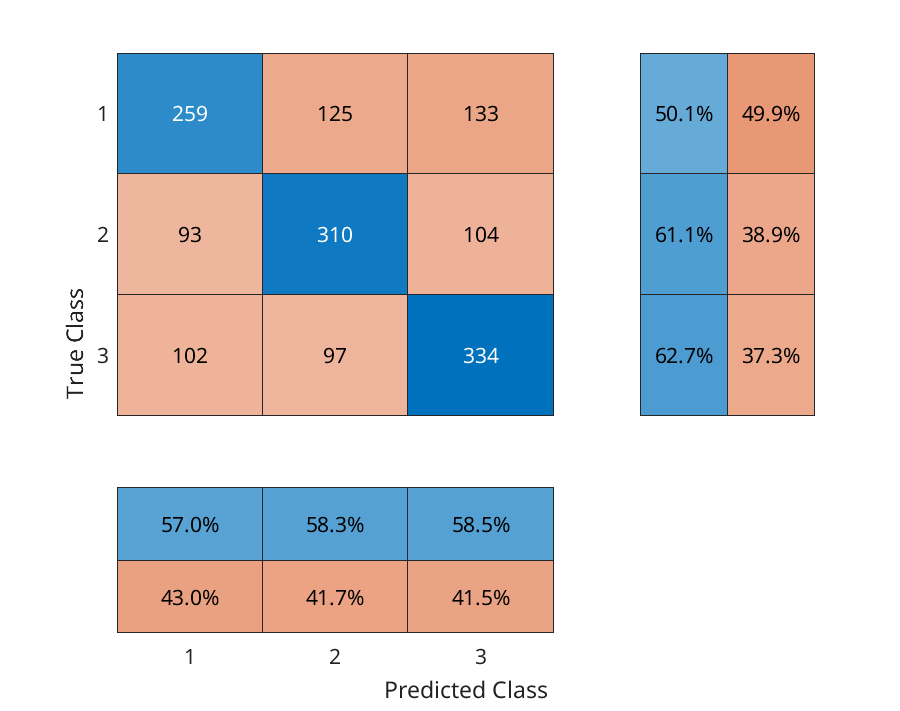 1 259 125 133 50.1% 49.9%
2 93 310 104 61.1% 38.9%
3 102 97 334 62.7% 37.3%
True Class
57.0% 58.3% 58.5%
43.0% 41.7% 41.5%
1 2 3
Predicted Class